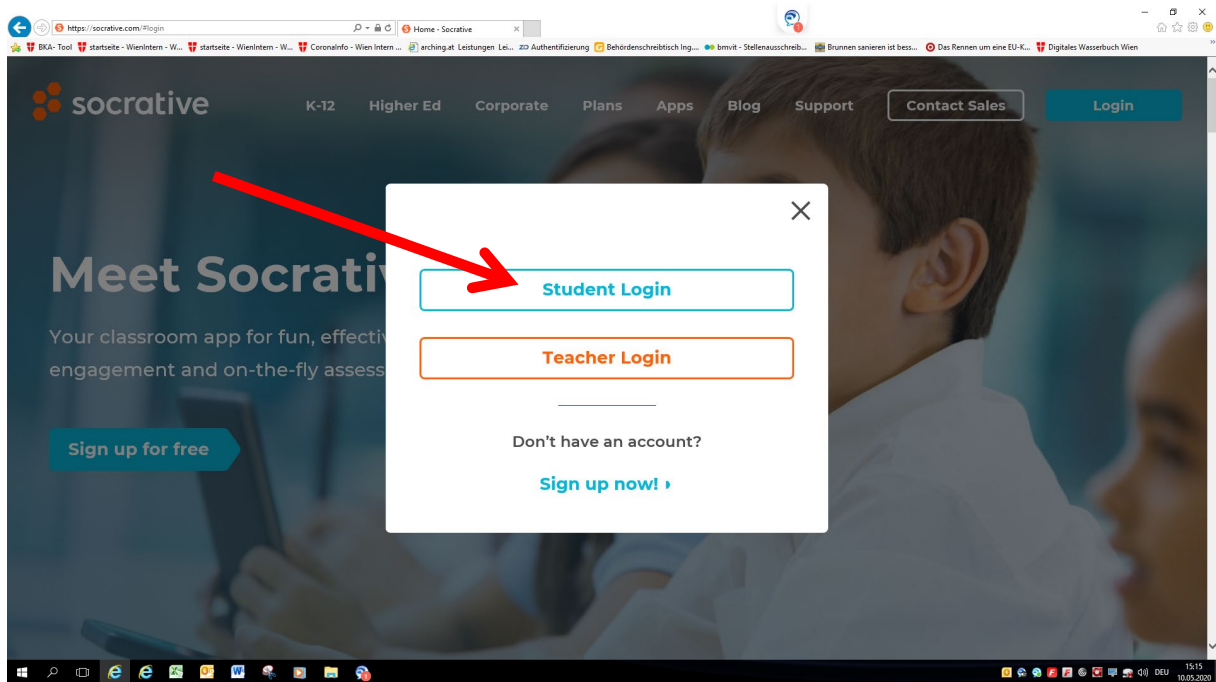 https://socrative.com/#login
Home - Socrative
BKA- Tool
startseite - WienIntern - W...
startseite - WienIntern - W...
CoronaInfo - Wien Intern ...
arching.at Leistungen Lei...
Authentifizierung
Behördenschreibtisch Ing....
bmvit - Stellenausschreib...
Brunnen sanieren ist bess...
Das Rennen um eine EU-K...
Digitales Wasserbuch Wien
socrative
K-12
Higher Ed
Corporate
Plans
Apps
Blog
Support
Contact Sales
Login
Meet Socrati
Your classroom app for fun, effectiv
engagement and on-the-fly assess
Sign up for free
Student Login
Teacher Login
Don't have an account?
Sign up now!
DEU
15:15
10.05.2020